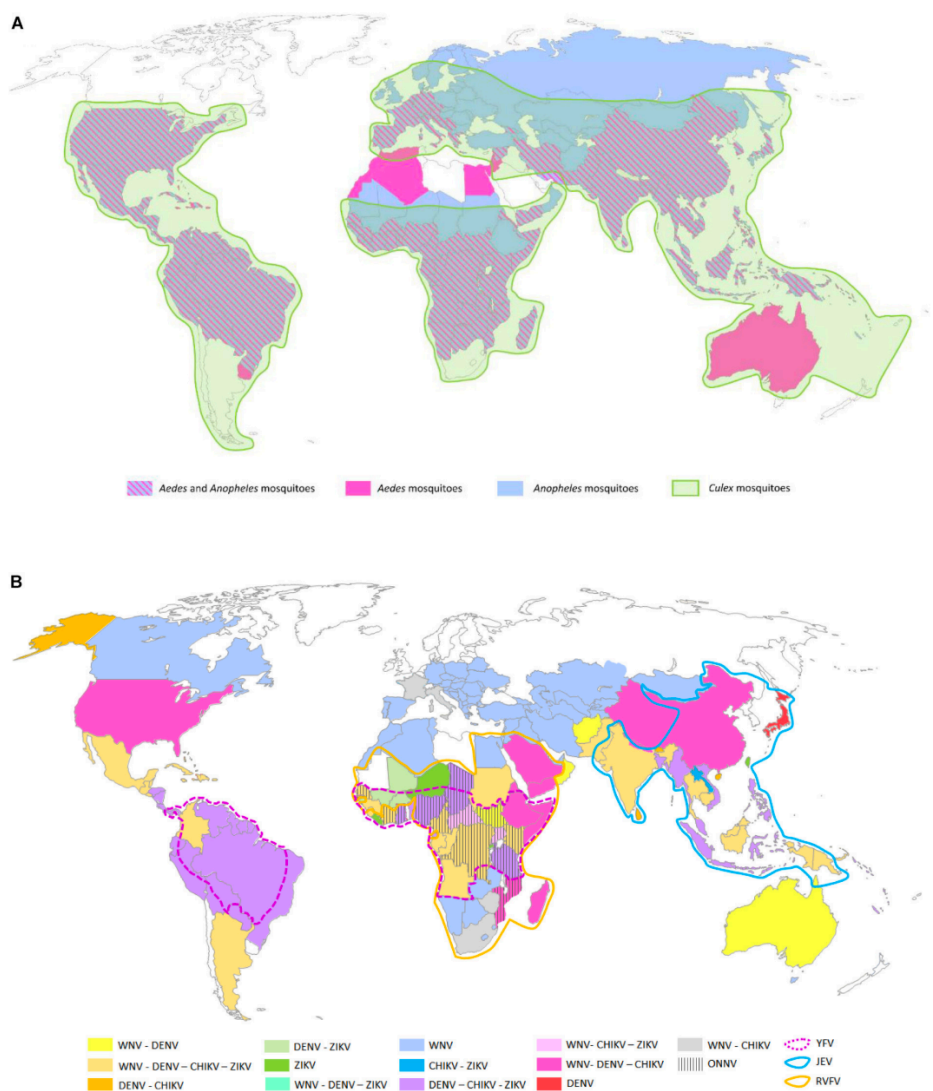 A
Aedes and Anopheles mosquitoes Aedes mosquitoes Anopheles mosquitoes Culex mosquitoes
B
WNV - DENV DENV - ZIKV WNV WNV- CHIKV – ZIKV WNV - CHIKV YFV
WNV - DENV – CHIKV – ZIKV ZIKV CHIKV - ZIKV WNV- DENV – CHIKV ONNV JEV
DENV - CHIKV WNV - DENV – ZIKV DENV – CHIKV - ZIKV DENV RVFV